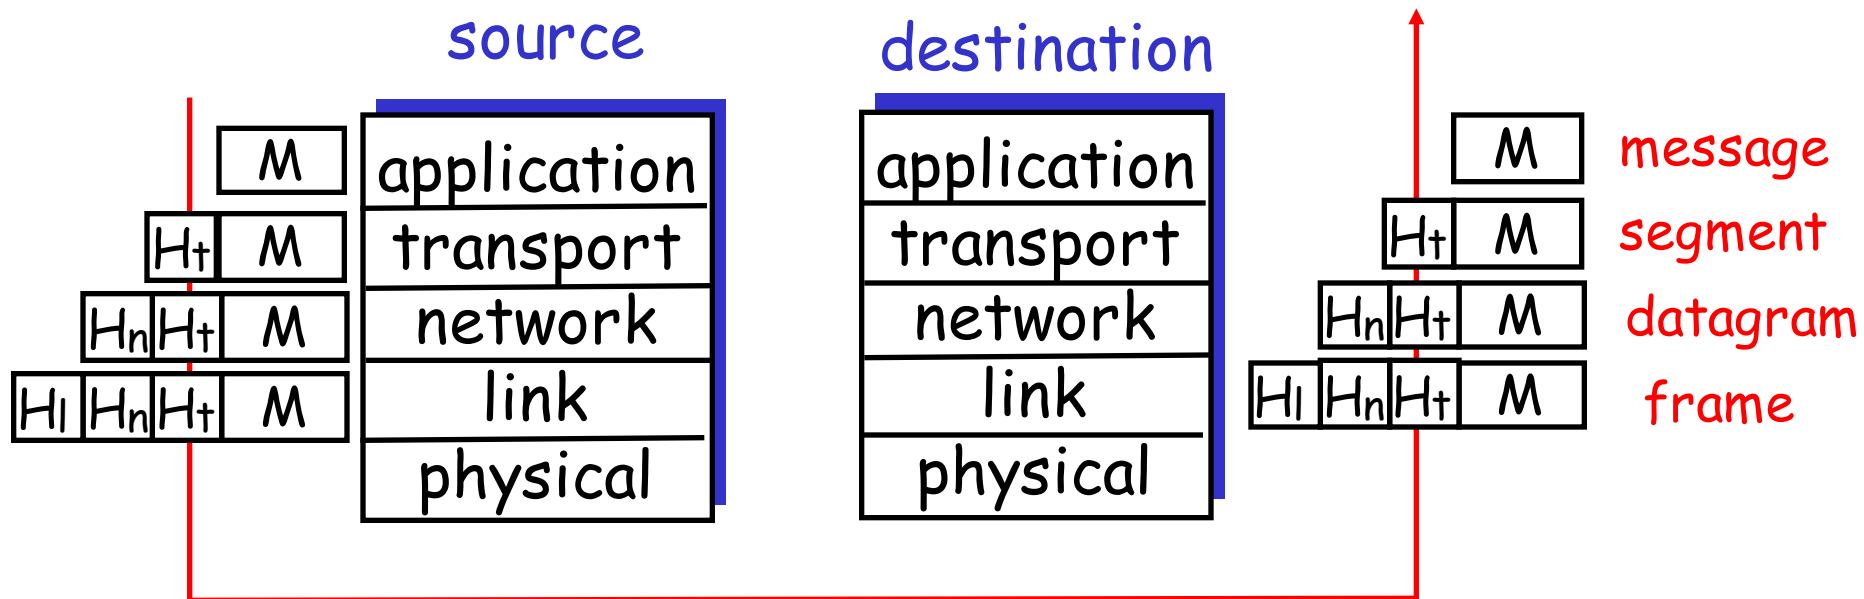 source destination
M application application M message
Ht M transport transport Ht M segment
Hn Ht M network network Hn Ht M datagram
Hl Hn Ht M link link Hl Hn Ht M frame
physical physical